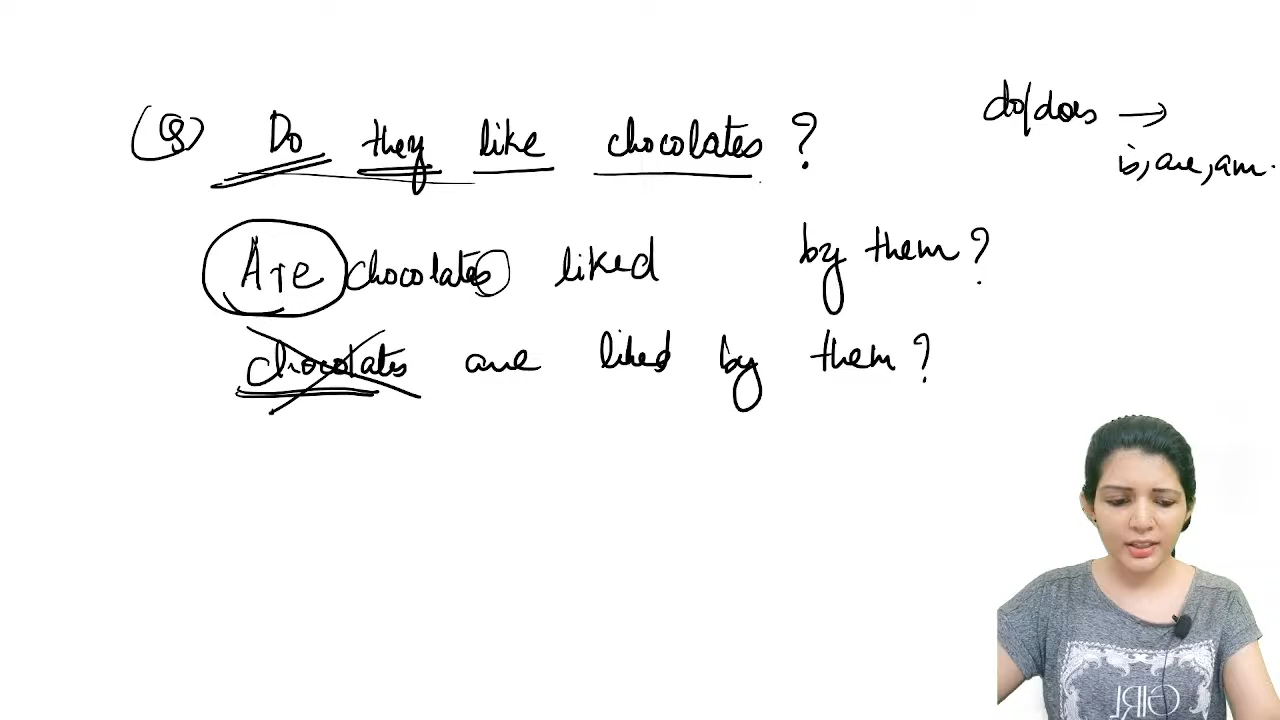 (Q) Do they like chocolates ?
do/does →
is, are, am.
Are chocolates liked by them?
chocolates are liked by them?
GIRL